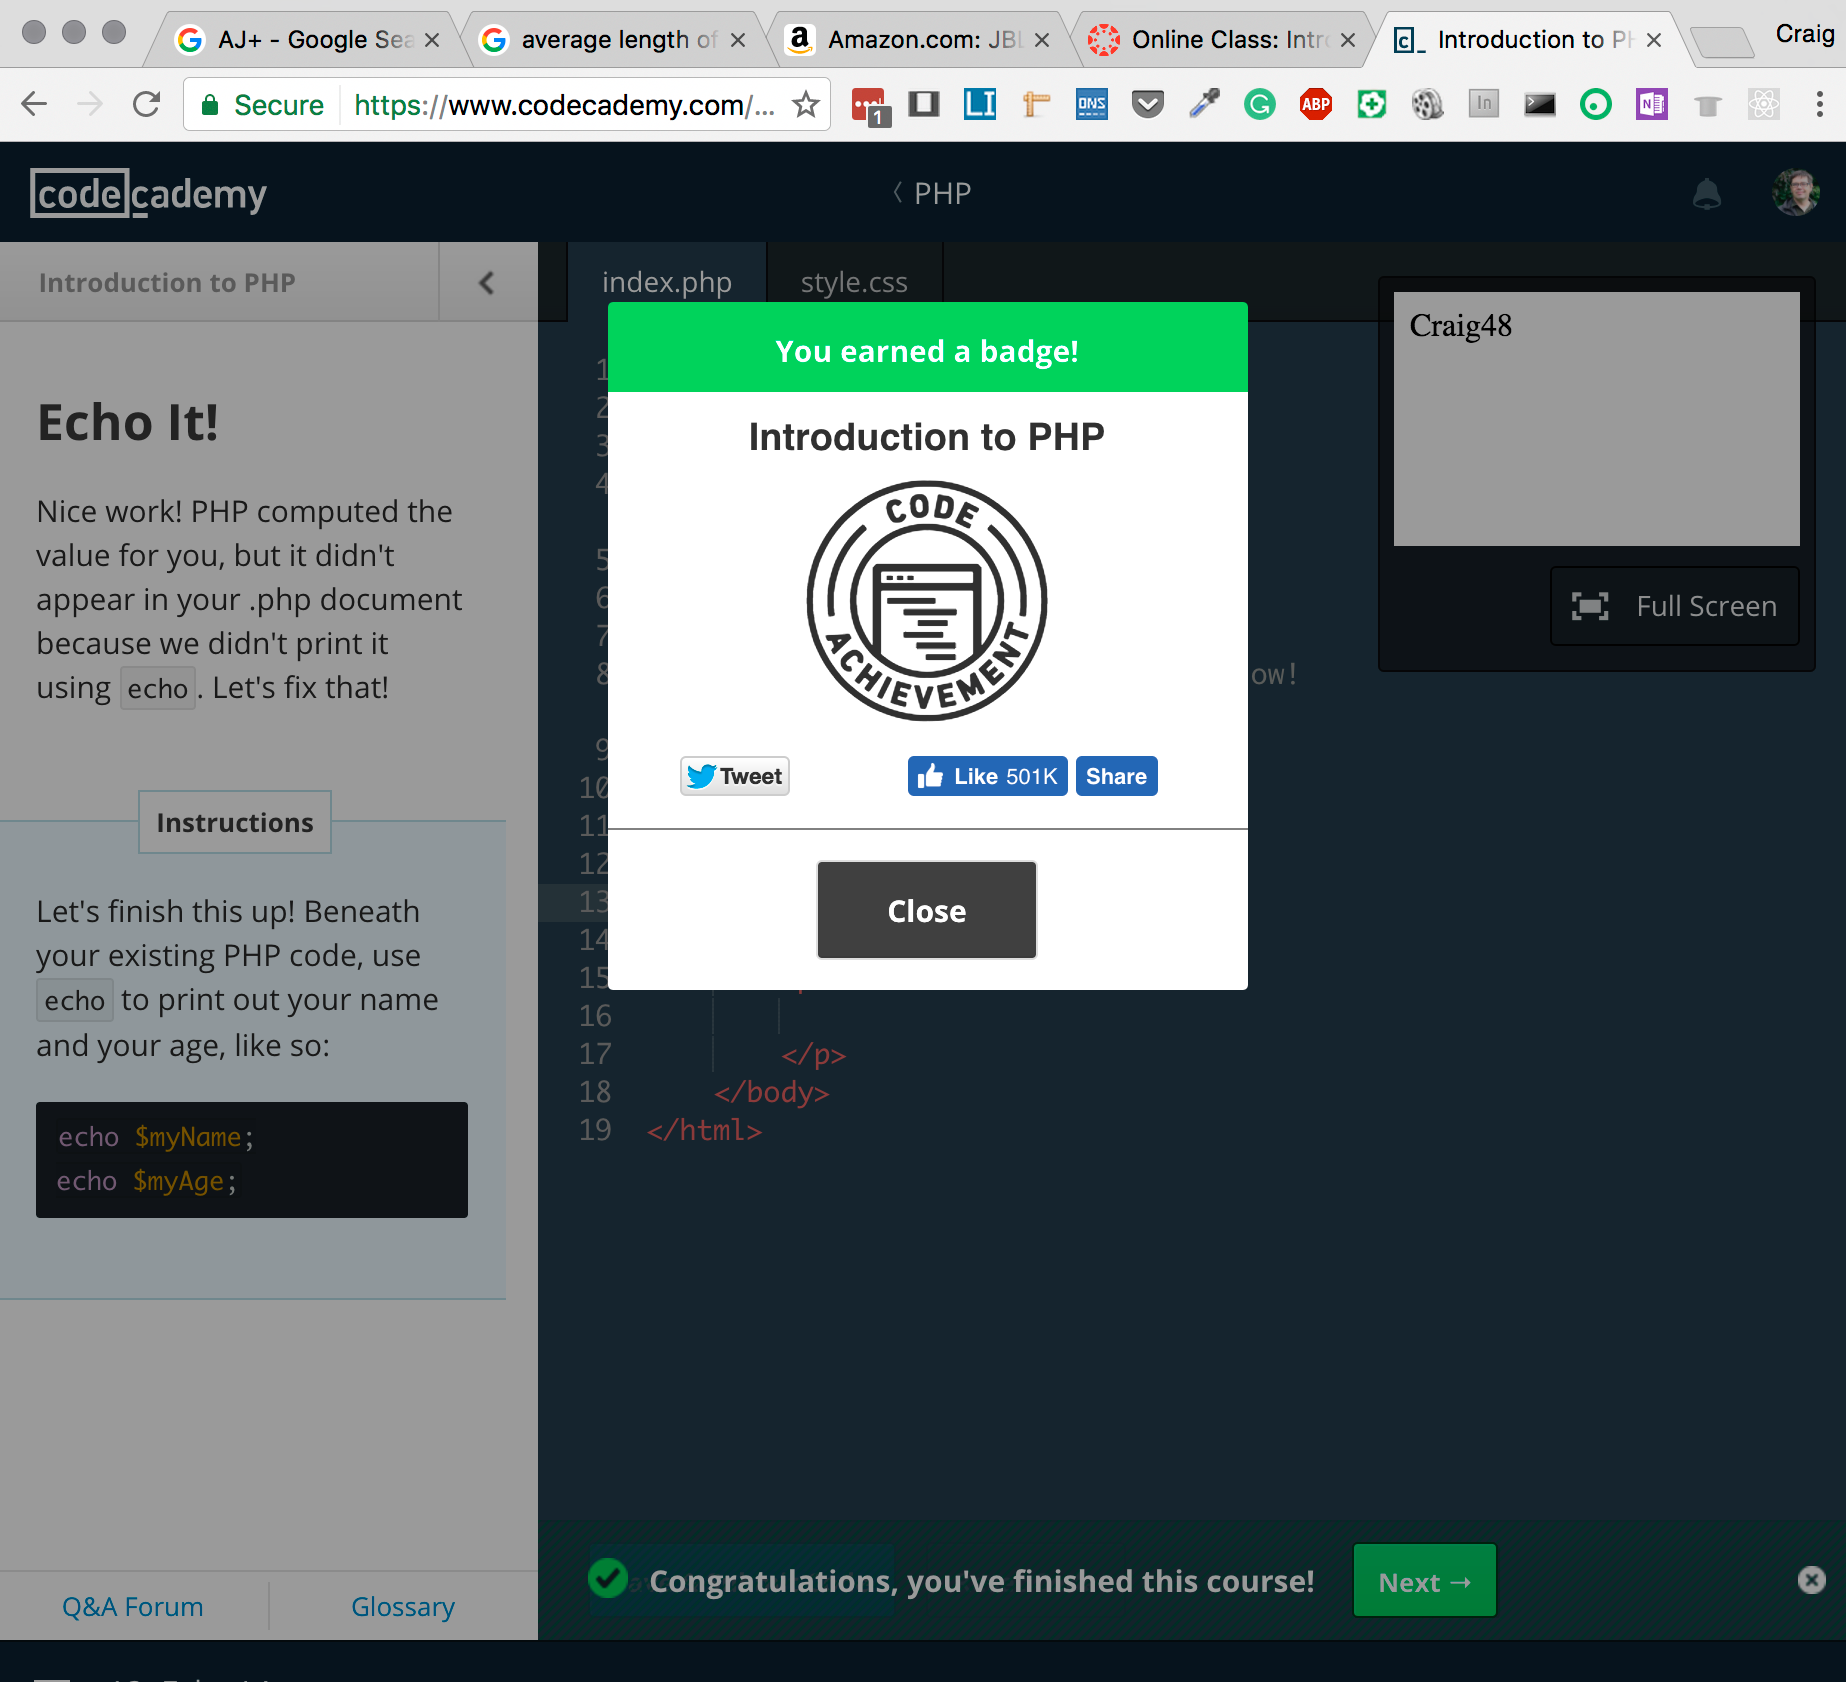 AJ+ - Google Sea
average length of
Amazon.com: JBL
Online Class: Intro
Introduction to PH
Craig
Secure
https://www.codecademy.com/...
1
LI
DNS
ABP
In
N
codecademy
PHP
Introduction to PHP
index.php
style.css
Craig48
Full Screen
Echo It!
Nice work! PHP computed the
value for you, but it didn't
appear in your .php document
because we didn't print it
using echo. Let's fix that!
Instructions
Let's finish this up! Beneath
your existing PHP code, use
echo to print out your name
and your age, like so:
echo $myName;
echo $myAge;
Q&A Forum
Glossary
You earned a badge!
Introduction to PHP
CODE
ACHIEVEMENT
Tweet
Like 501K
Share
Close
1
2
3
4
5
6
7
8
ow!
9
10
11
12
13
14
15
16
17 </p>
18 </body>
19 </html>
Congratulations, you've finished this course!
Next →